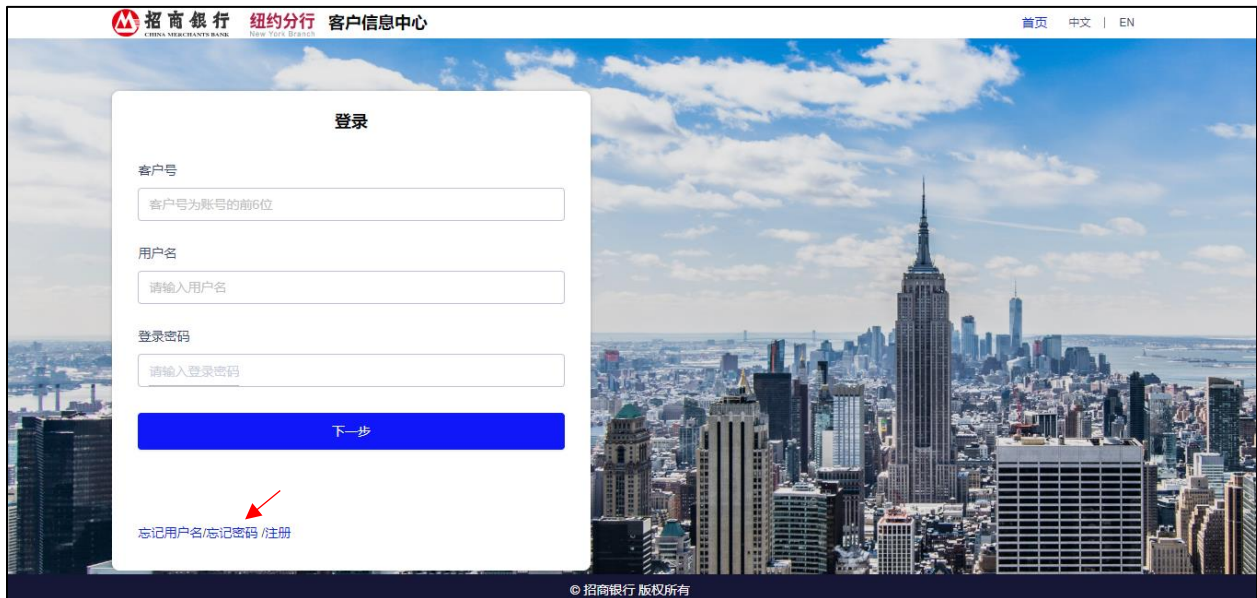 招商银行 纽约分行 客户信息中心 首页 中文 | EN
CHINA MERCHANTS BANK New York Branch
登录
客户号
客户号为账号的前6位
用户名
请输入用户名
登录密码
请输入登录密码
下一步
忘记用户名/忘记密码 /注册
© 招商银行 版权所有